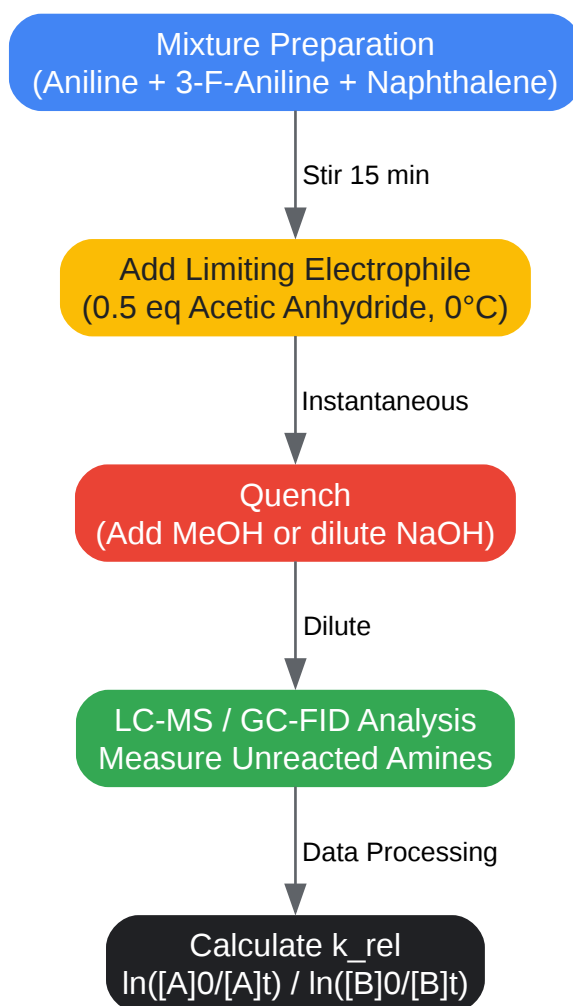 Mixture Preparation
(Aniline + 3-F-Aniline + Naphthalene)
Stir 15 min
Add Limiting Electrophile
(0.5 eq Acetic Anhydride, 0°C)
Instantaneous
Quench
(Add MeOH or dilute NaOH)
Dilute
LC-MS / GC-FID Analysis
Measure Unreacted Amines
Data Processing
Calculate k_rel
ln([A]0/[A]t) / ln([B]0/[B]t)